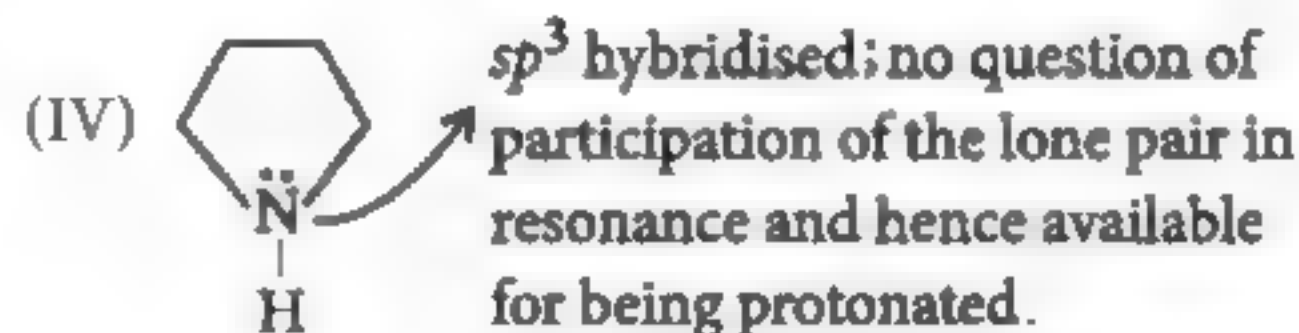 sp³ hybridised; no question of
(IV) participation of the lone pair in
N̈ resonance and hence available
H for being protonated.